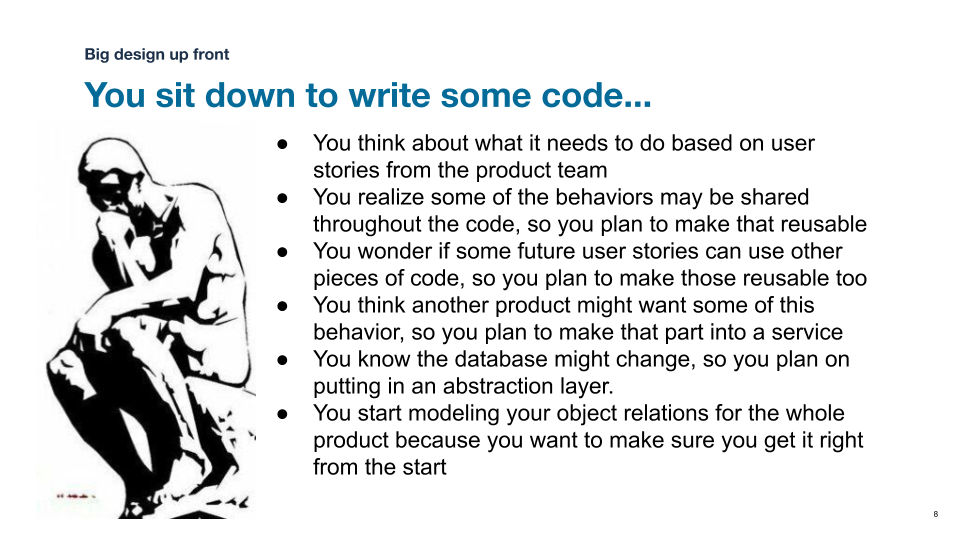 Big design up front
You sit down to write some code...
● You think about what it needs to do based on user
stories from the product team
● You realize some of the behaviors may be shared
throughout the code, so you plan to make that reusable
● You wonder if some future user stories can use other
pieces of code, so you plan to make those reusable too
● You think another product might want some of this
behavior, so you plan to make that part into a service
● You know the database might change, so you plan on
putting in an abstraction layer.
● You start modeling your object relations for the whole
product because you want to make sure you get it right
from the start
8